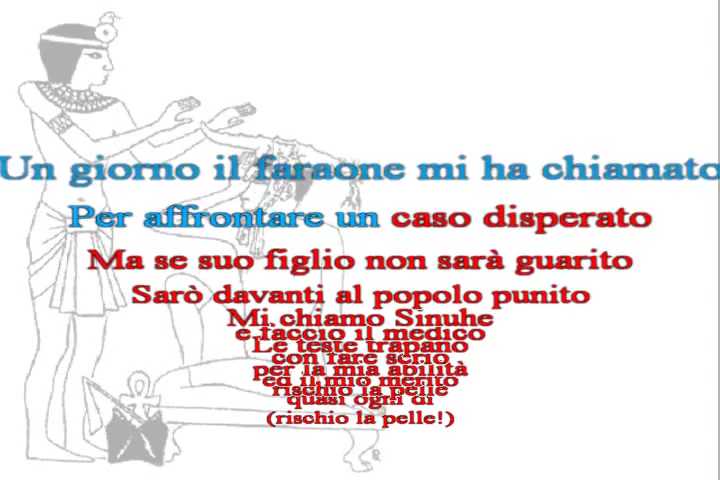 Un giorno il faraone mi ha chiamato
Per affrontare un caso disperato
Ma se suo figlio non sarà guarito
Sarò davanti al popolo punito
Mi chiamo Sinuhe
e faccio il medico
Le teste trapano
con fare serio
per la mia abilità
ed il mio merito
rischio la pelle
quasi ogni dì
(rischio la pelle!)